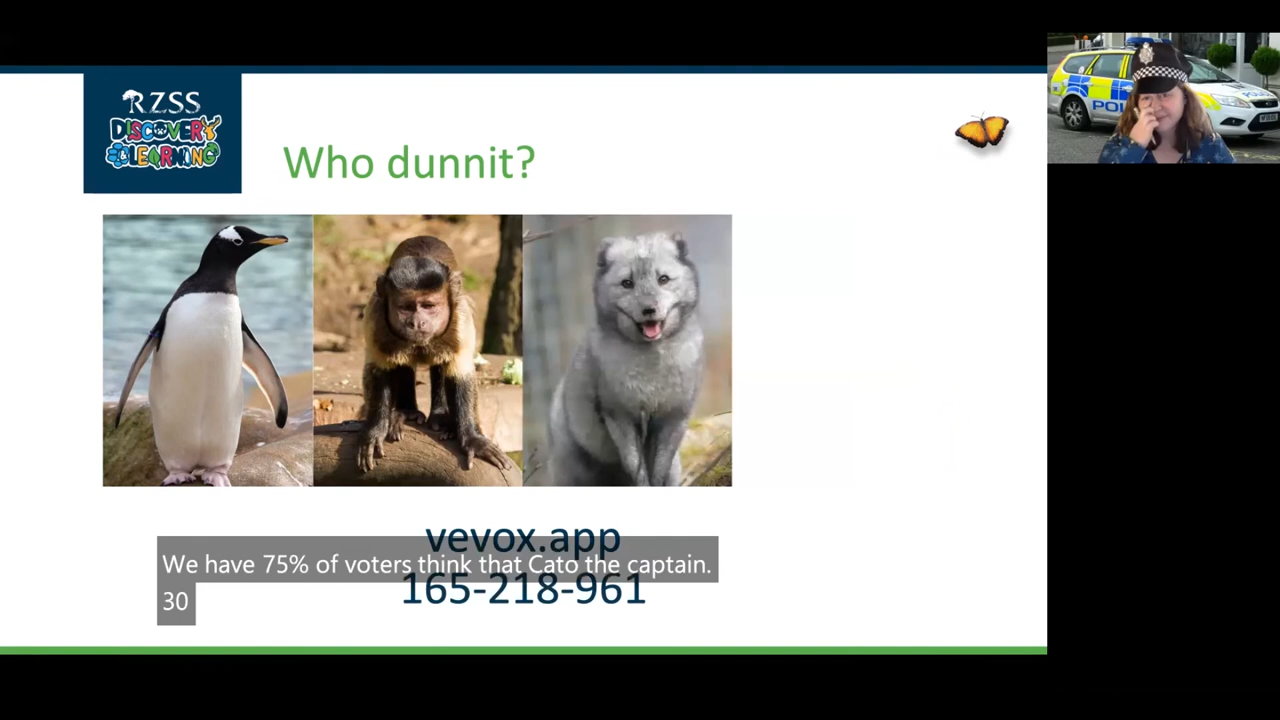 RZSS
DISCOVERY
& LEARNING
Who dunnit?
vevox.app
We have 75% of voters think that Cato the captain.
165-218-961
30
POL